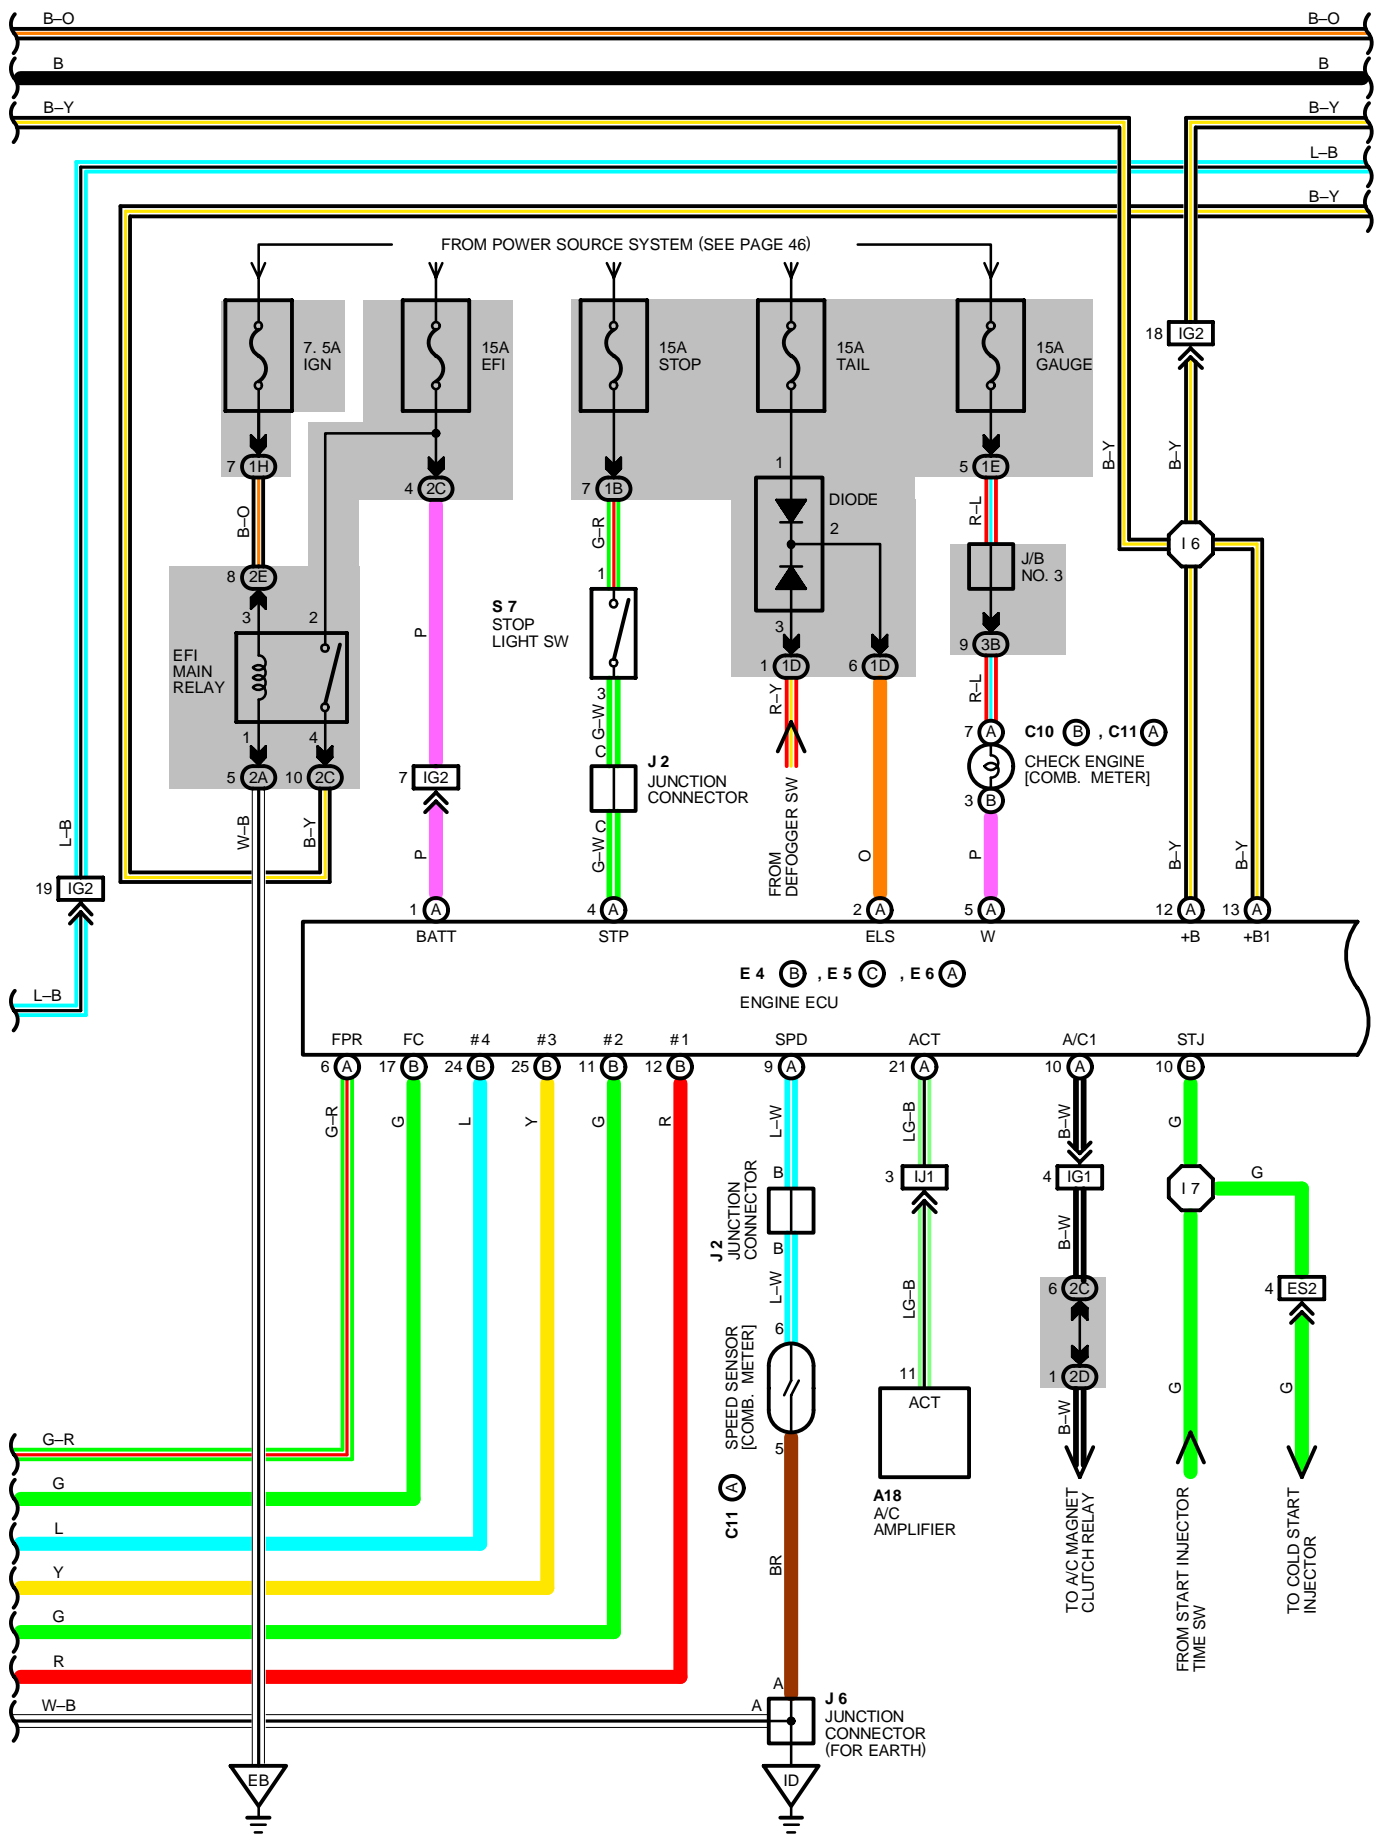 B–O B–O
B B
B–Y B–Y
L–B
B–Y
FROM POWER SOURCE SYSTEM (SEE PAGE 46)
18 IG2
7. 5A
IGN
15A
EFI
15A
STOP
15A
TAIL
15A
GAUGE
B–Y
B–Y
7 1H
4 2C
7 1B
1
5 1E
DIODE
2
B–O
G–R
R–L
I 6
J/B
NO. 3
8 2E
1
3
2
S 7
STOP
LIGHT SW
P
3
9 3B
EFI
MAIN
RELAY
1 1D
6 1D
3
R–Y
R–L
G–W
1
4
7 A
C10 B , C11 A
CHECK ENGINE
[COMB. METER]
C
J 2
JUNCTION
CONNECTOR
5 2A
10 2C
7 IG2
3 B
L–B
W–B
B–Y
P
C
G–W
FROM
DEFOGGER SW
O
P
B–Y
B–Y
19 IG2
1 A
4 A
2 A
5 A
12 A
13 A
BATT
STP
ELS
W
+B
+B1
E 4 B , E 5 C , E 6 A
ENGINE ECU
L–B
FPR
FC
#4
#3
#2
#1
SPD
ACT
A/C1
STJ
6 A
17 B
24 B
25 B
11 B
12 B
9 A
21 A
10 A
10 B
G–R
G
L
Y
G
R
L–W
LG–B
B–W
G
B
J 2
JUNCTION
CONNECTOR
3 IJ1
4 IG1
I 7
G
B
L–W
B–W
LG–B
6 2C
4 ES2
6
SPEED SENSOR
[COMB. METER]
C11 A
1 2D
11
ACT
G
G
B–W
5
G–R
G
L
Y
G
R
W–B
A18
A/C
AMPLIFIER
BR
TO A/C MAGNET
CLUTCH RELAY
FROM START INJECTOR
TIME SW
TO COLD START
INJECTOR
A
A
J 6
JUNCTION
CONNECTOR
(FOR EARTH)
EB
ID